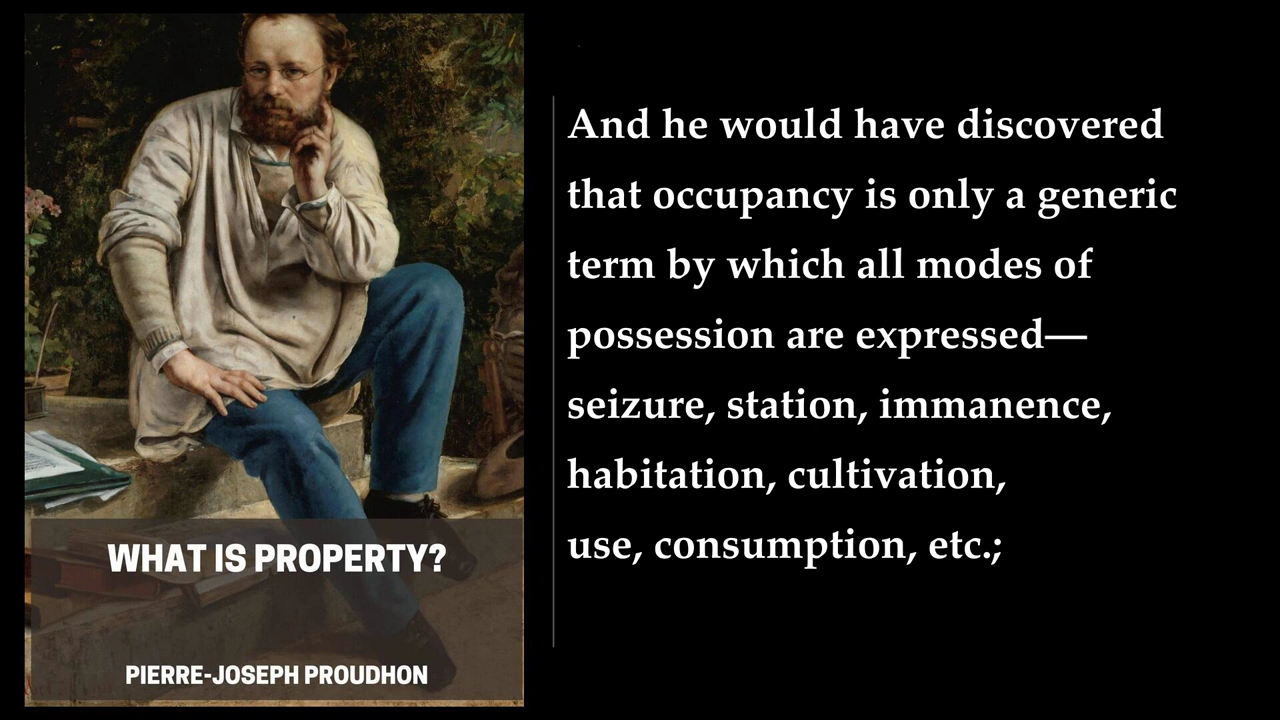 WHAT IS PROPERTY?
PIERRE-JOSEPH PROUDHON
And he would have discovered
that occupancy is only a generic
term by which all modes of
possession are expressed—
seizure, station, immanence,
habitation, cultivation,
use, consumption, etc.;